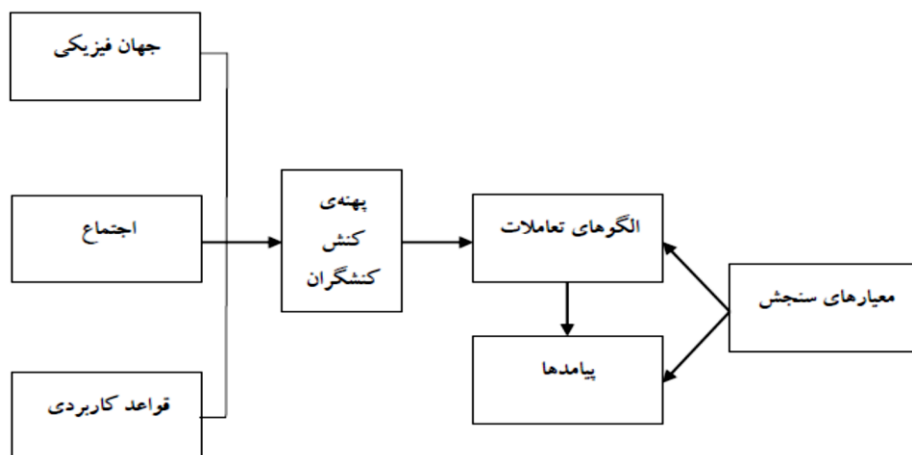 جهان فیزیکی
اجتماع
قواعد کاربردی
پهنه‌ی
کنش
کنشگران
الگوهای تعاملات
پیامدها
معیارهای سنجش